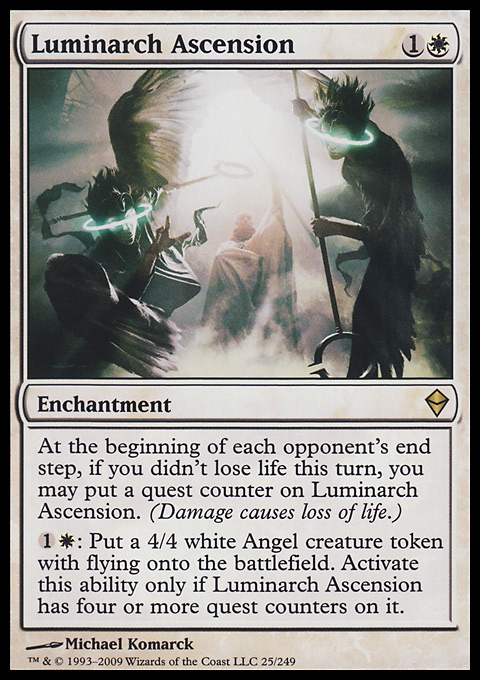 Luminarch Ascension 1
Enchantment
At the beginning of each opponent's end
step, if you didn't lose life this turn, you
may put a quest counter on Luminarch
Ascension. (Damage causes loss of life.)
1 : Put a 4/4 white Angel creature token
with flying onto the battlefield. Activate
this ability only if Luminarch Ascension
has four or more quest counters on it.
Michael Komarck
™ & © 1993–2009 Wizards of the Coast LLC 25/249